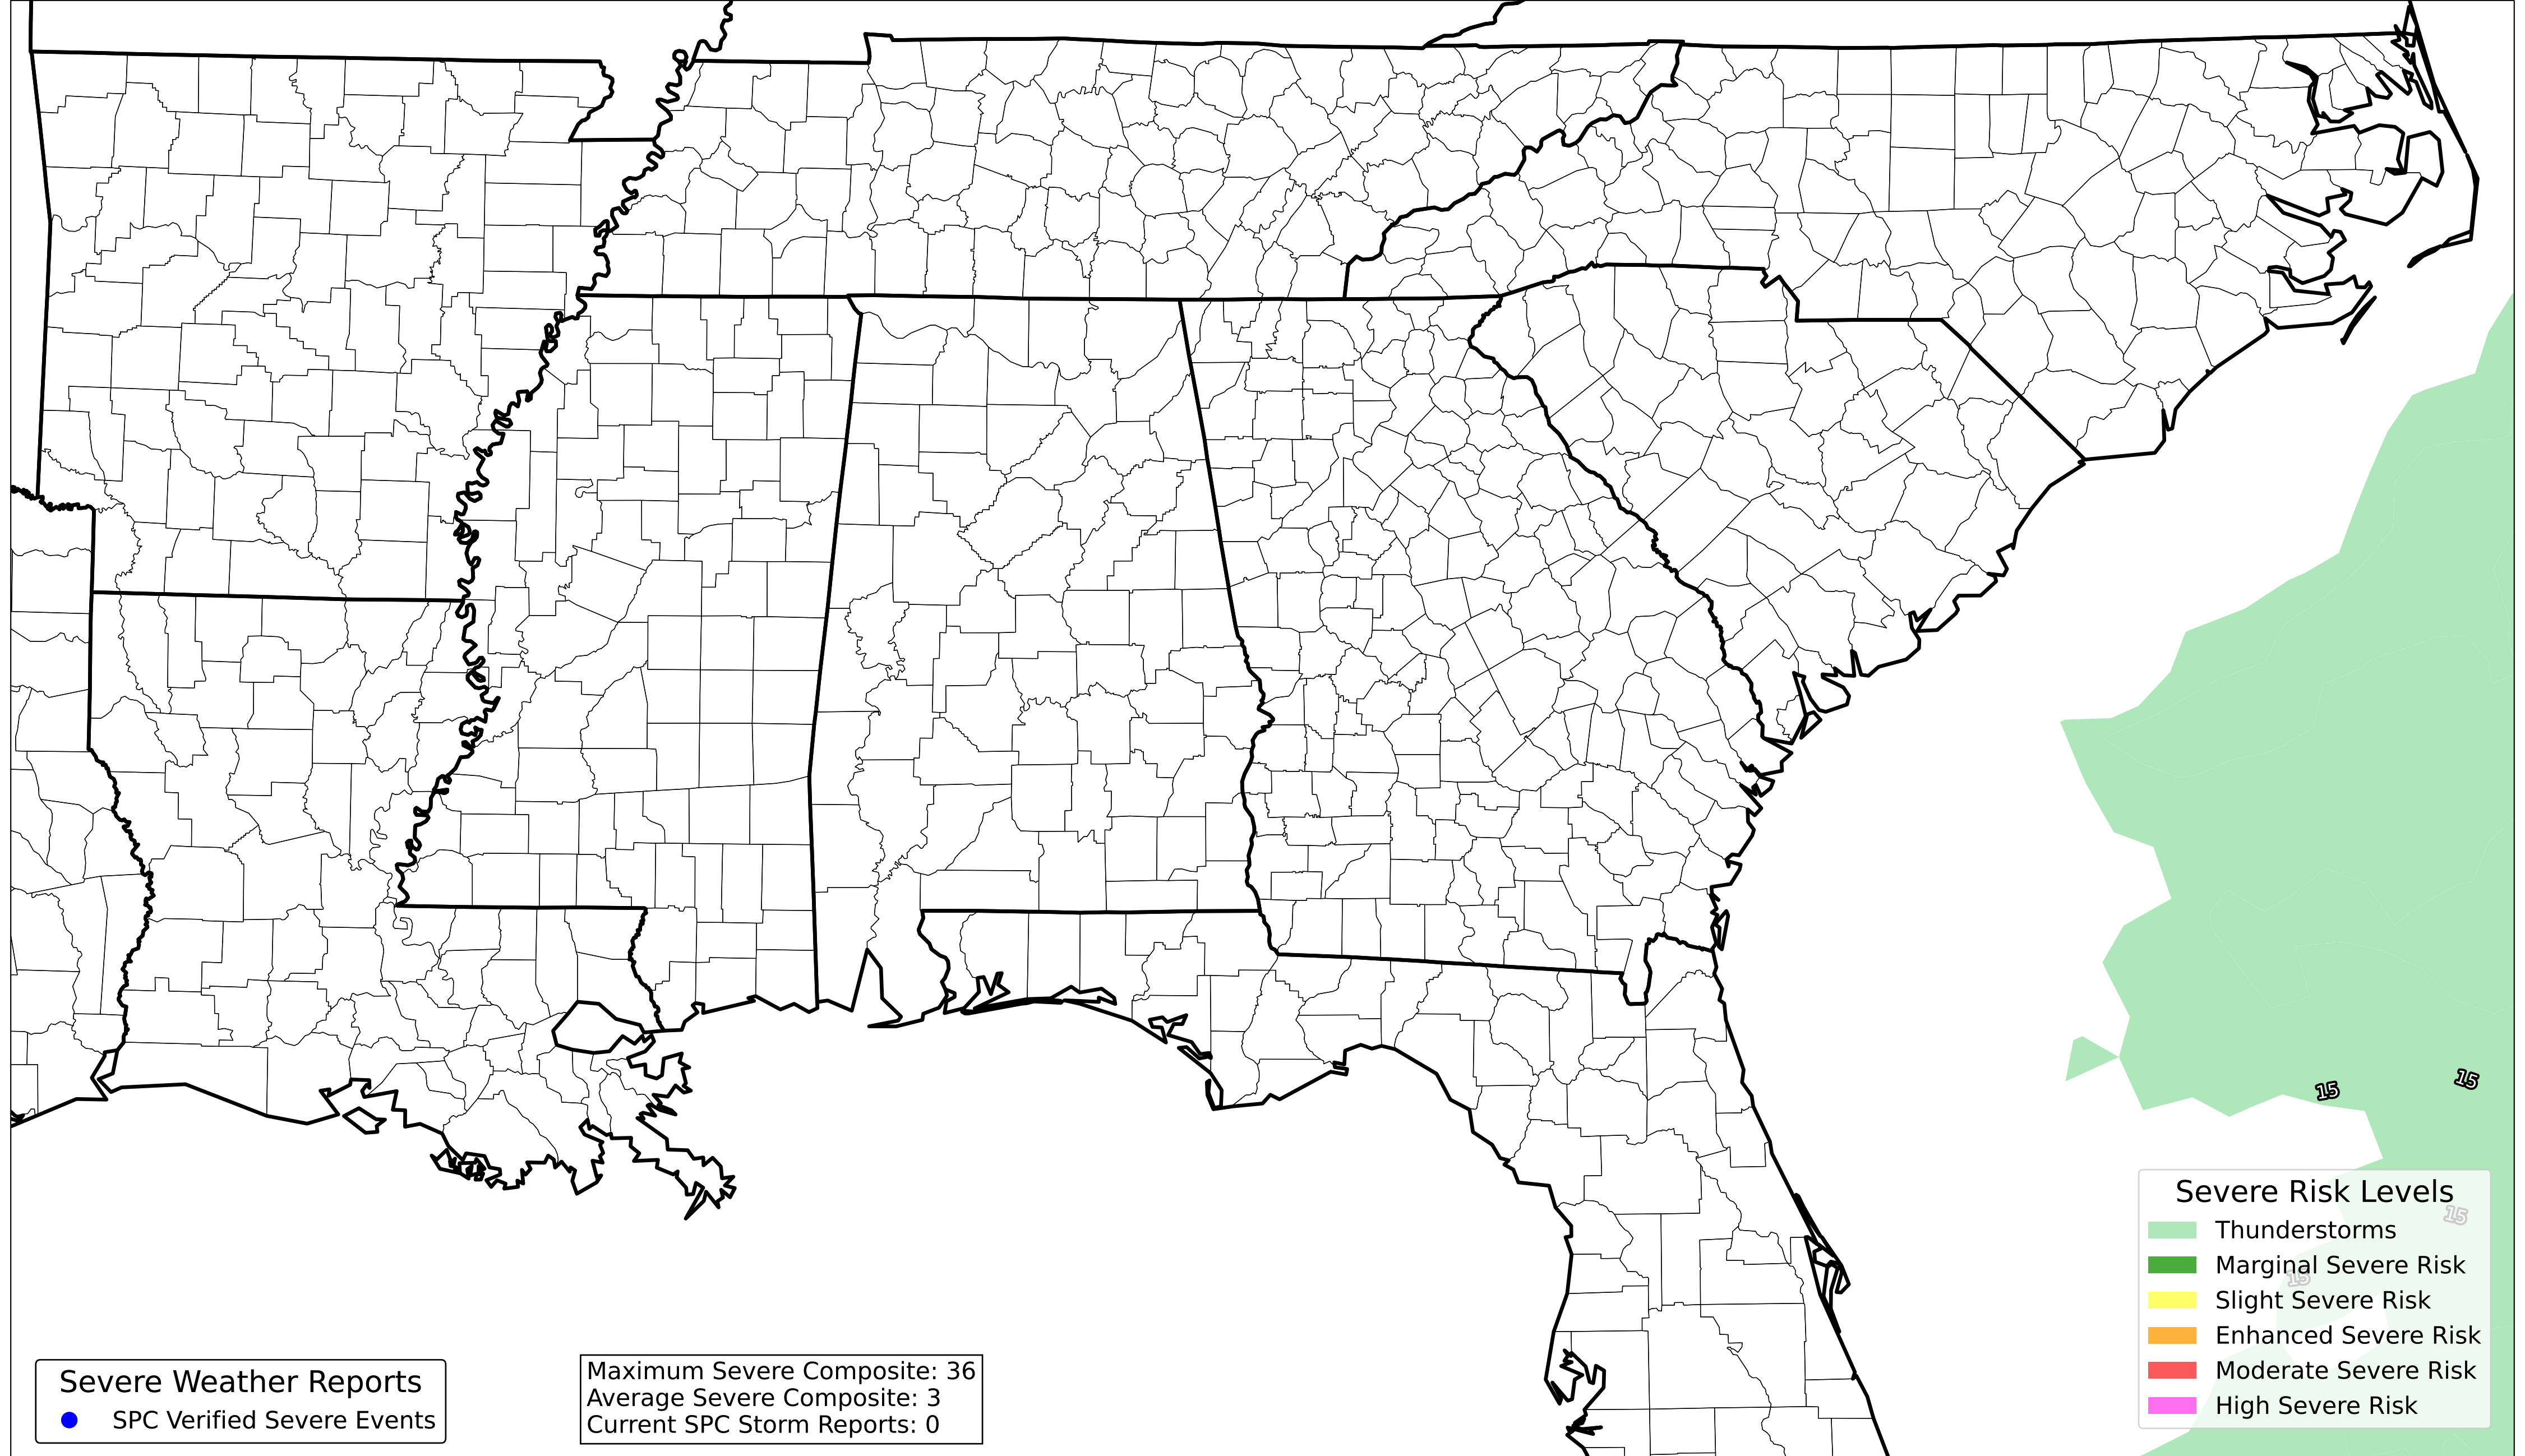 15
15
Severe Risk Levels
Thunderstorms
15
Marginal Severe Risk
15
Slight Severe Risk
Enhanced Severe Risk
Moderate Severe Risk
High Severe Risk
Severe Weather Reports
SPC Verified Severe Events
Maximum Severe Composite: 36
Average Severe Composite: 3
Current SPC Storm Reports: 0